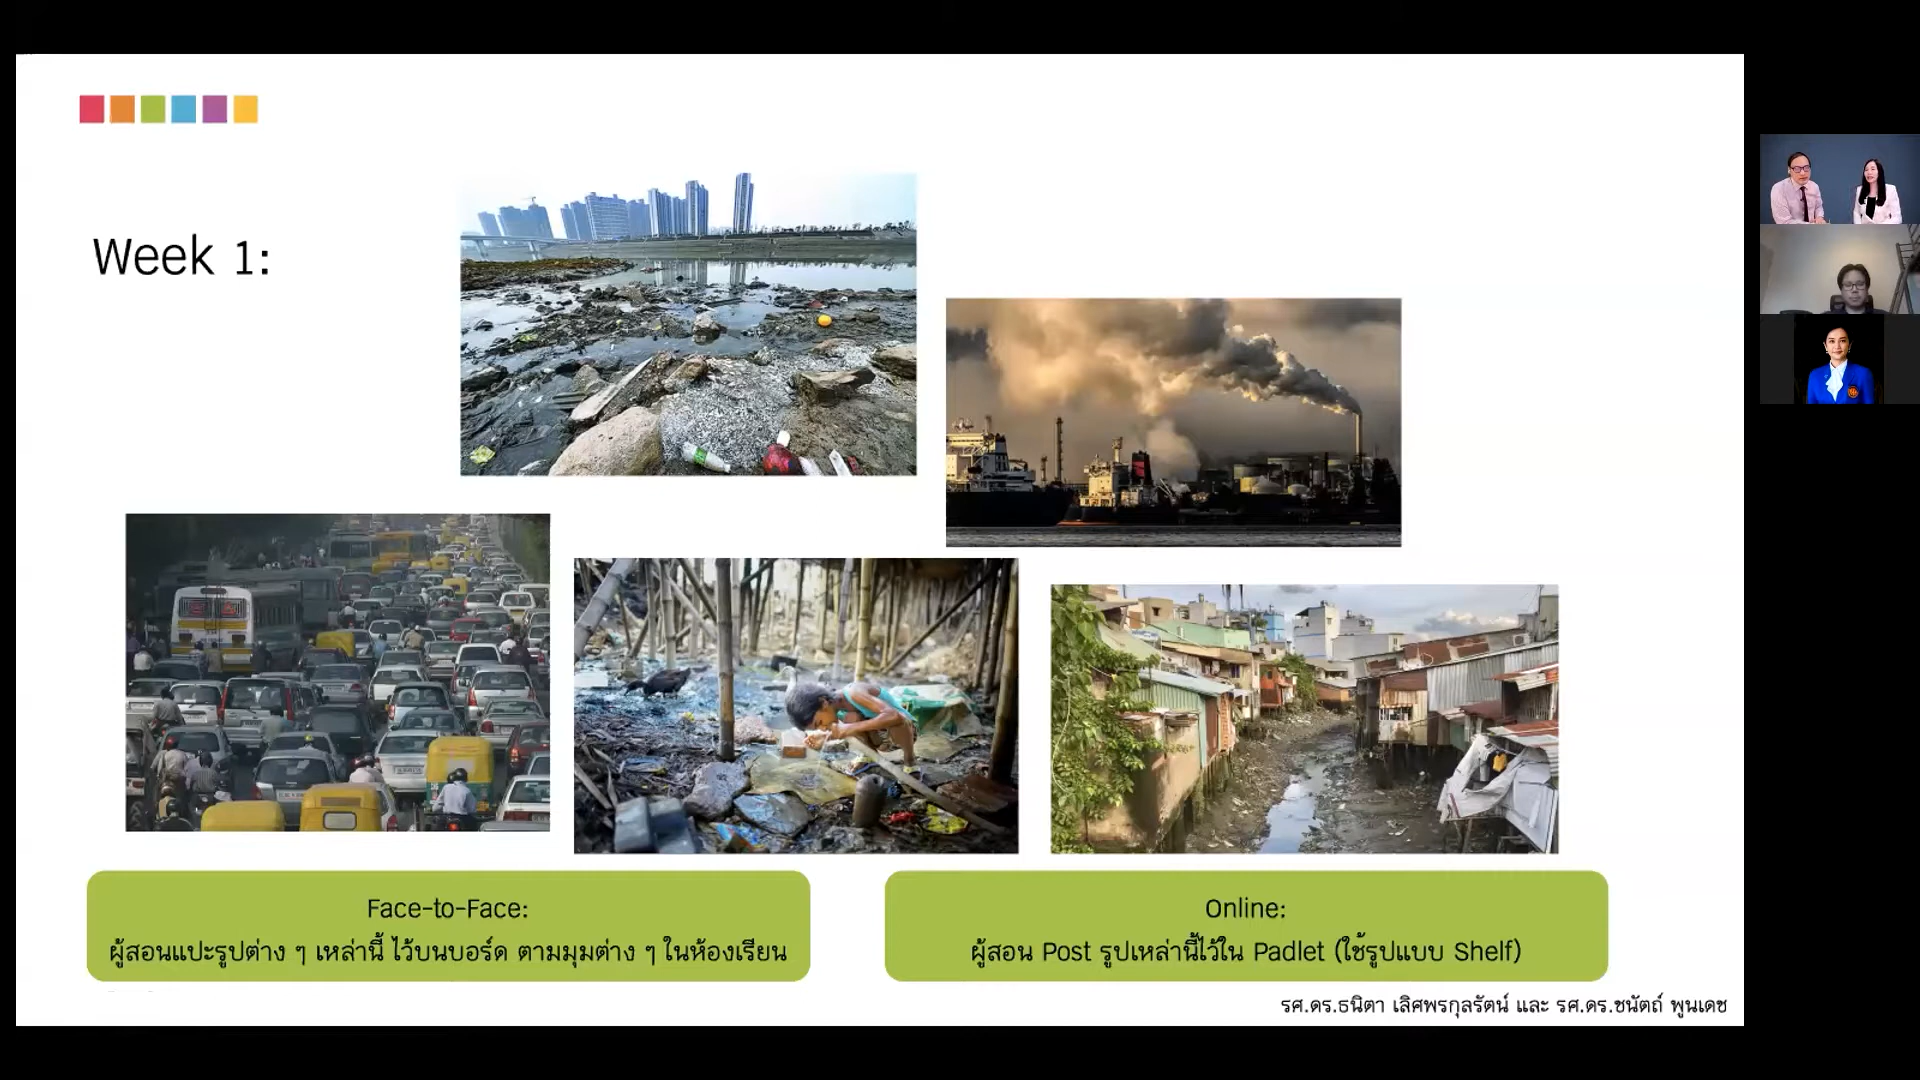 Week 1:
Face-to-Face:
ผู้สอนแปะรูปต่าง ๆ เหล่านี้ ไว้บนบอร์ด ตามมุมต่าง ๆ ในห้องเรียน
Online:
ผู้สอน Post รูปเหล่านี้ไว้ใน Padlet (ใช้รูปแบบ Shelf)
รศ.ดร.ธนิตา เลิศพรกุลรัตน์ และ รศ.ดร.ชนัตถ์ พูนเดช